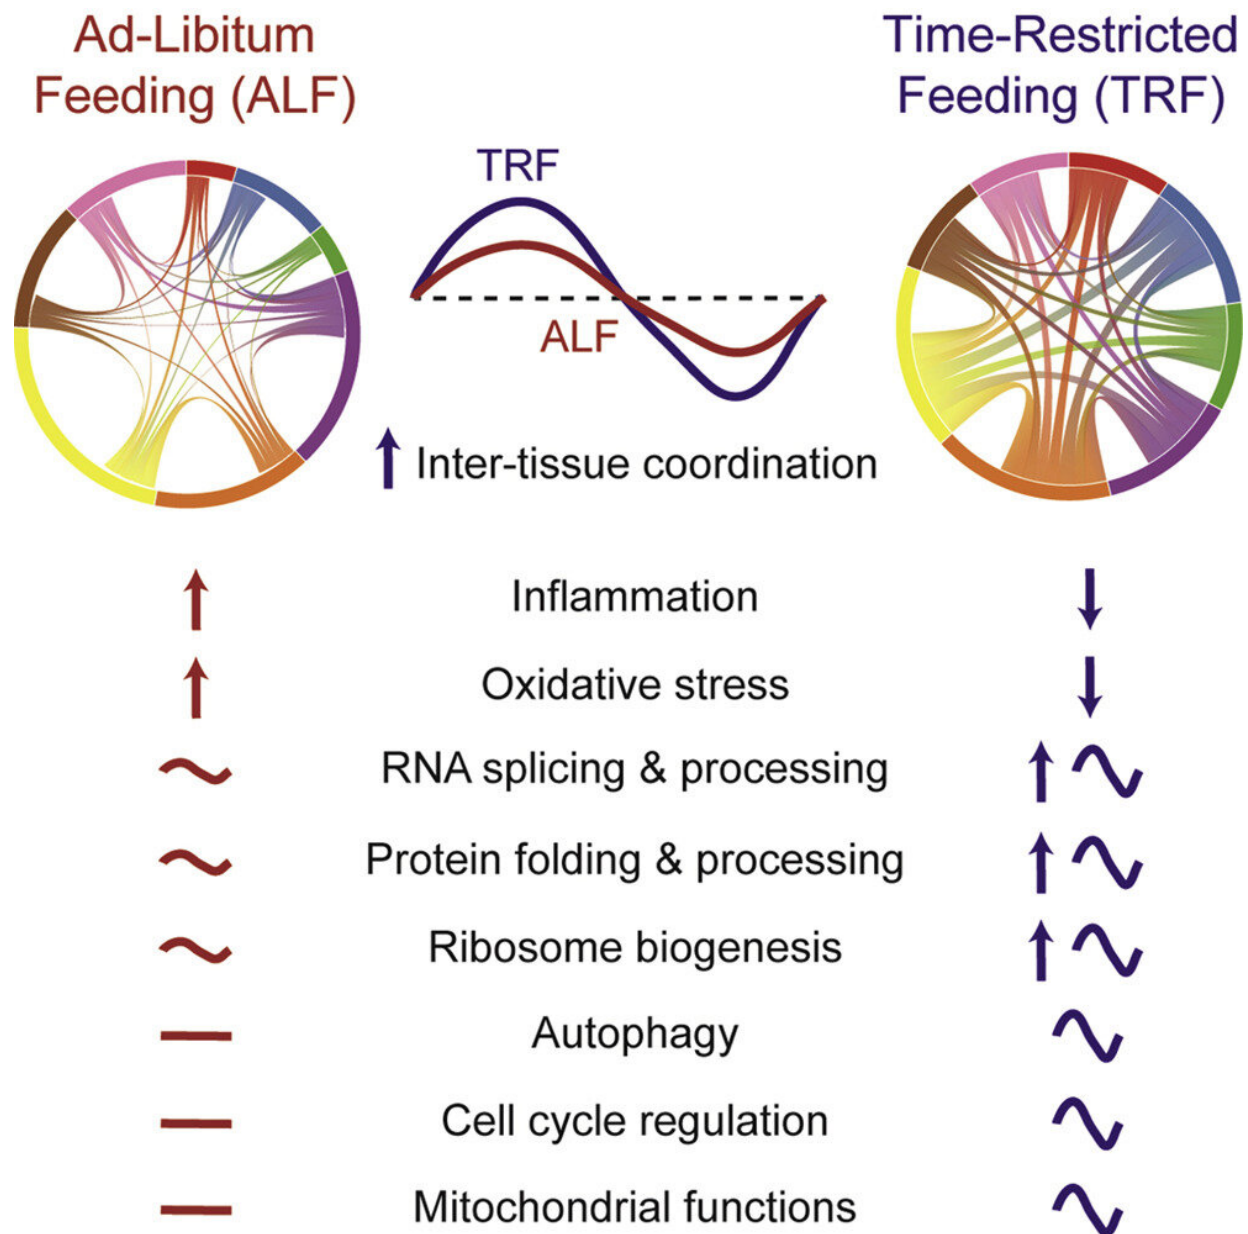 Ad-Libitum
Feeding (ALF)
Time-Restricted
Feeding (TRF)
TRF
ALF
Inter-tissue coordination
Inflammation
Oxidative stress
RNA splicing & processing
Protein folding & processing
Ribosome biogenesis
Autophagy
Cell cycle regulation
Mitochondrial functions